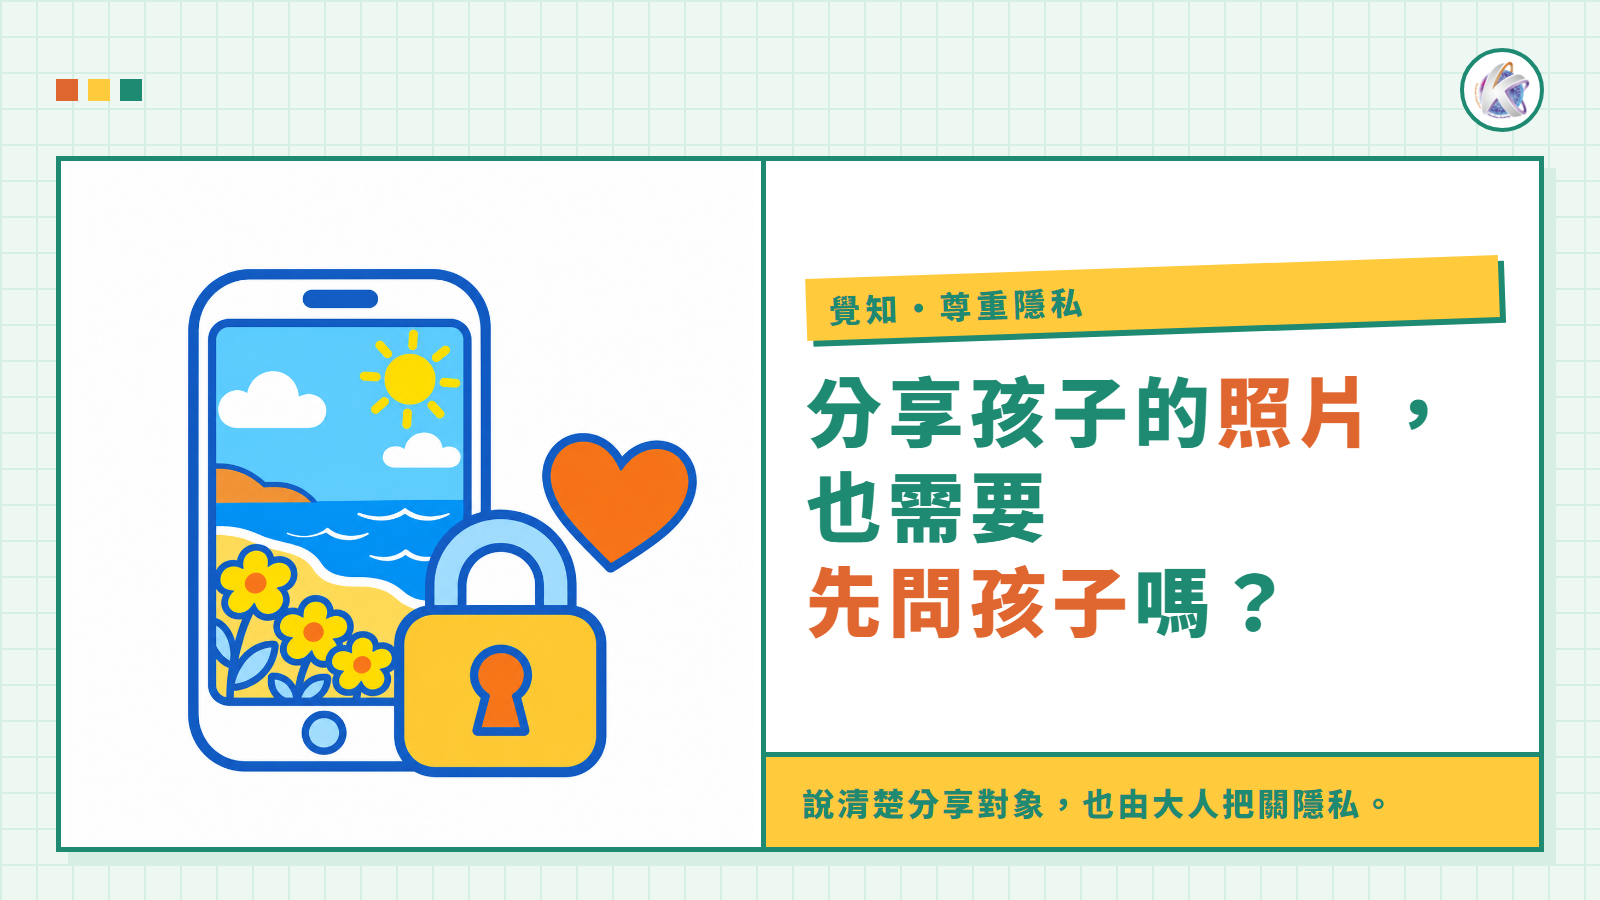 覺知・尊重隱私
分享孩子的照片，
也需要
先問孩子嗎？
說清楚分享對象，也由大人把關隱私。